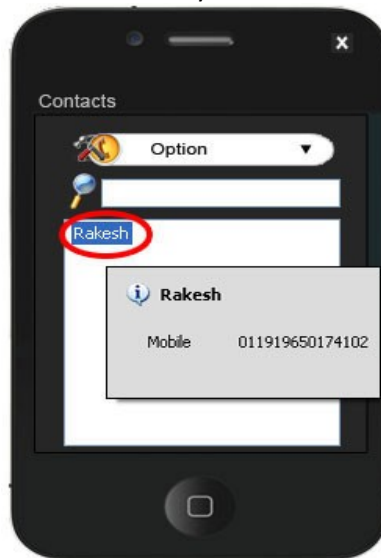 Contacts
Option
Rakesh
Rakesh
Mobile 011919650174102